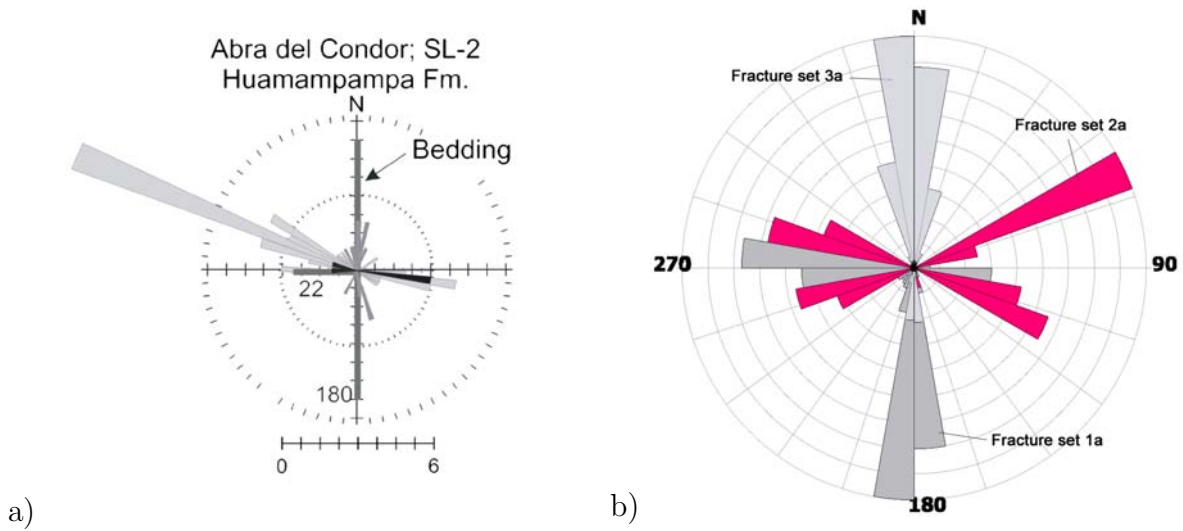 Abra del Condor; SL-2
Huamampampa Fm.
N
Bedding
22
180
0 6
a)
N
Fracture set 3a
Fracture set 2a
270 90
Fracture set 1a
180
b)